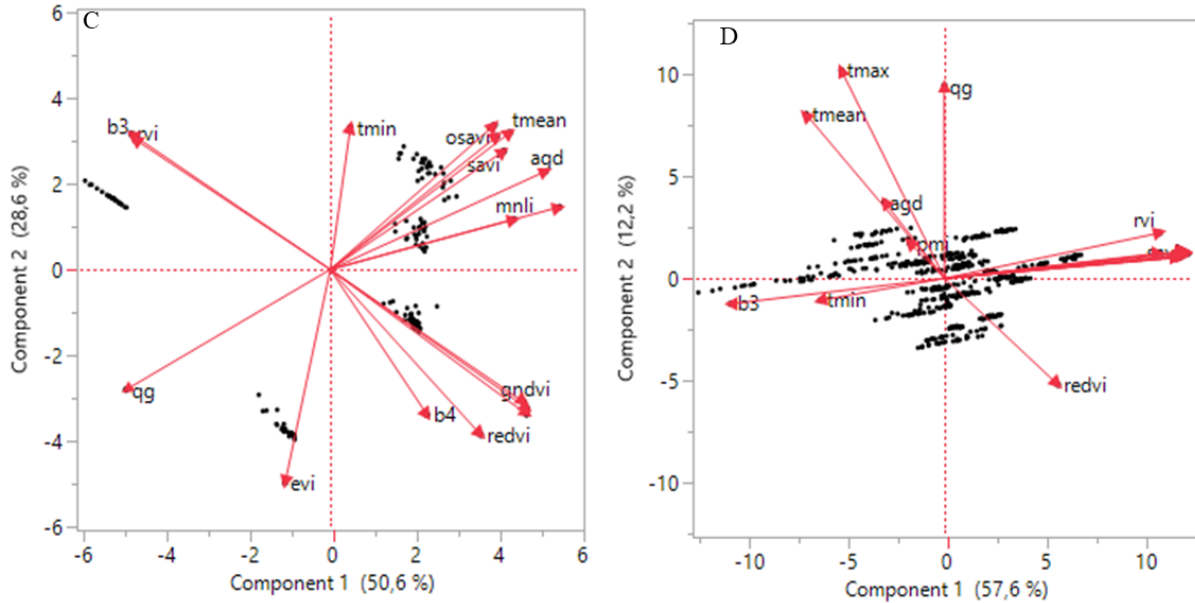 C
6
4
2
0
-2
-4
-6
Component 2 (28,6 %)
b3 rvi
tmin
osavi
tmean
savi
agd
mnli
qg
gndvi
b4
redvi
evi
-6
-4
-2
0
2
4
6
Component 1 (50,6 %)
D
10
5
0
-5
-10
Component 2 (12,2 %)
tmax
qg
tmean
agd
pmi
rvi
b3
tmin
redvi
-10
-5
0
5
10
Component 1 (57,6 %)